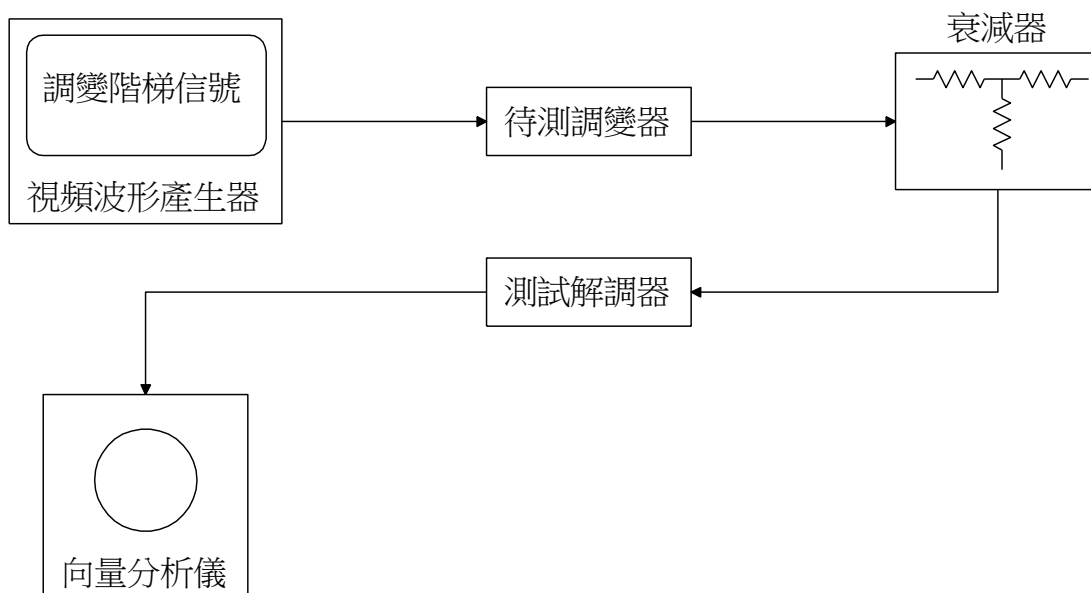 調變階梯信號
視頻波形產生器
待測調變器
衰減器
測試解調器
向量分析儀